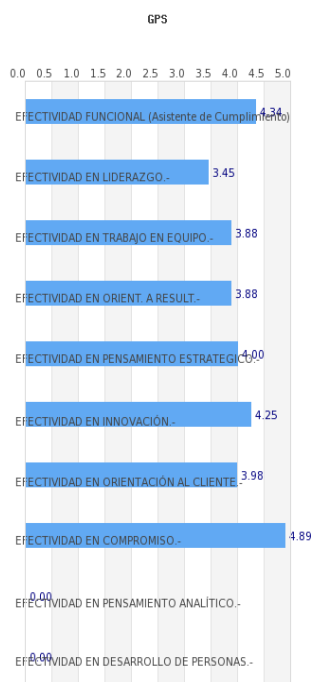 GPS
0.0 0.5 1.0 1.5 2.0 2.5 3.0 3.5 4.0 4.5 5.0
4.34
EFECTIVIDAD FUNCIONAL (Asistente de Cumplimiento)
3.45
EFECTIVIDAD EN LIDERAZGO.-
3.88
EFECTIVIDAD EN TRABAJO EN EQUIPO.-
3.88
EFECTIVIDAD EN ORIENT. A RESULT.-
4.00
EFECTIVIDAD EN PENSAMIENTO ESTRATEGICO.-
4.25
EFECTIVIDAD EN INNOVACIÓN.-
3.98
EFECTIVIDAD EN ORIENTACIÓN AL CLIENTE.-
4.89
EFECTIVIDAD EN COMPROMISO.-
0.00
EFECTIVIDAD EN PENSAMIENTO ANALÍTICO.-
0.00
EFECTIVIDAD EN DESARROLLO DE PERSONAS.-